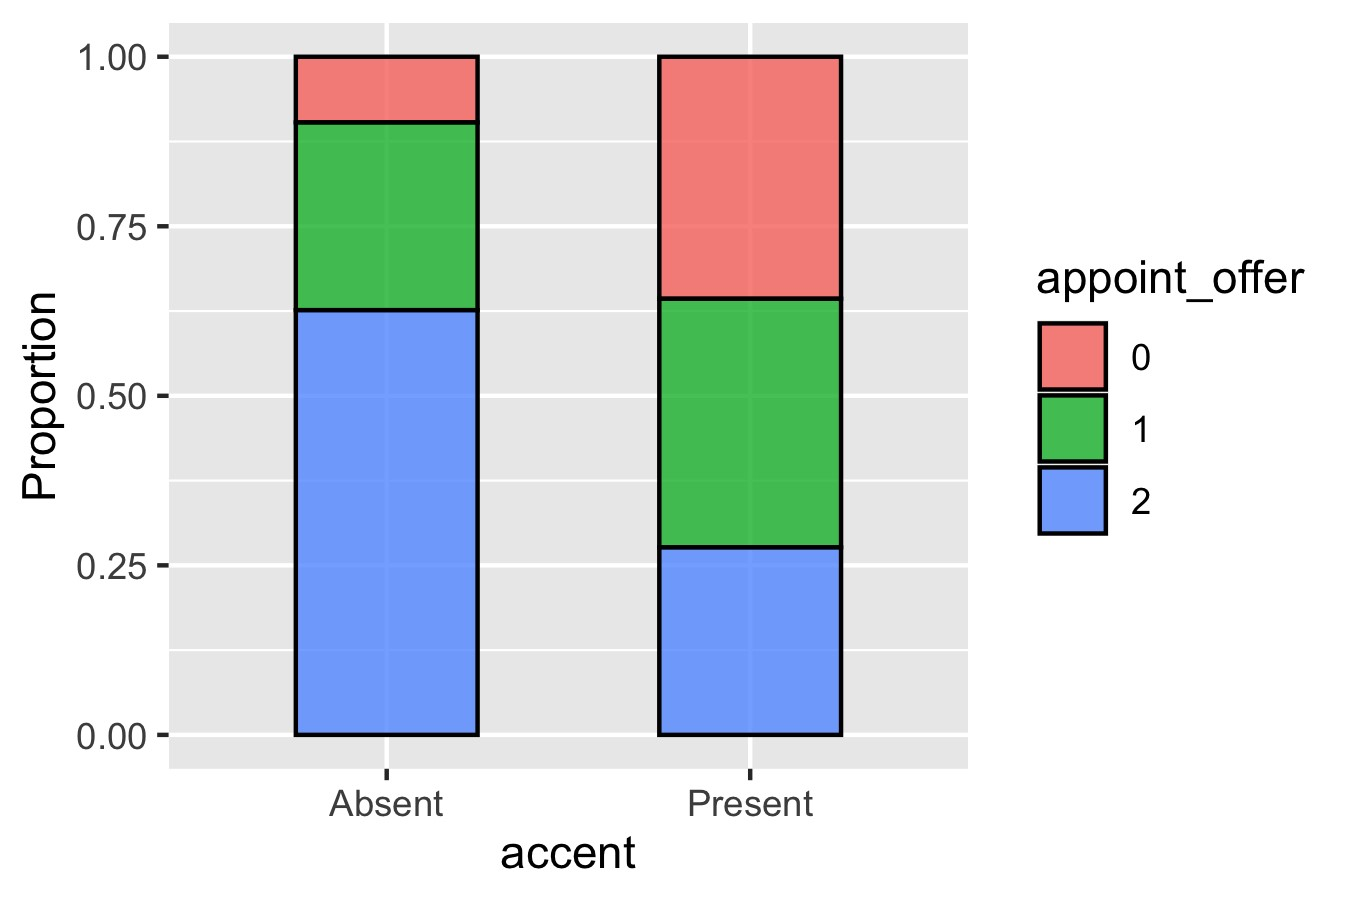 1.00
0.75
0.50
0.25
0.00
Proportion
Absent Present
accent
appoint_offer
0
1
2